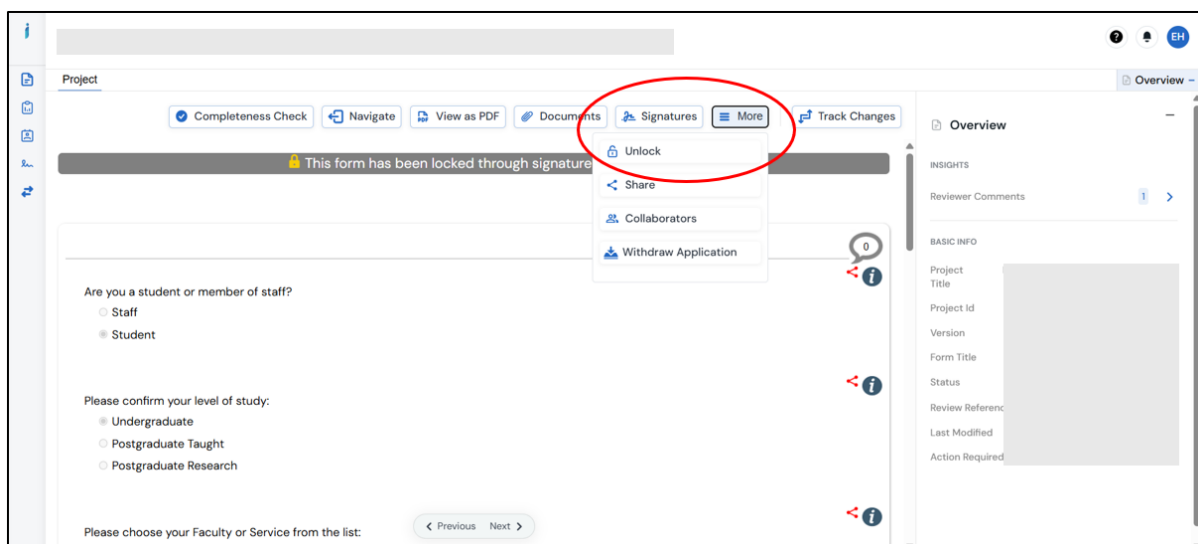 EH
Project
Overview
Completeness Check
Navigate
View as PDF
Documents
Signatures
More
Track Changes
Unlock
Share
Collaborators
Withdraw Application
This form has been locked through signature
0
Are you a student or member of staff?
Staff
Student
Please confirm your level of study:
Undergraduate
Postgraduate Taught
Postgraduate Research
Please choose your Faculty or Service from the list:
Previous Next
Overview
INSIGHTS
Reviewer Comments 1
BASIC INFO
Project
Title
Project Id
Version
Form Title
Status
Review Referenc
Last Modified
Action Required